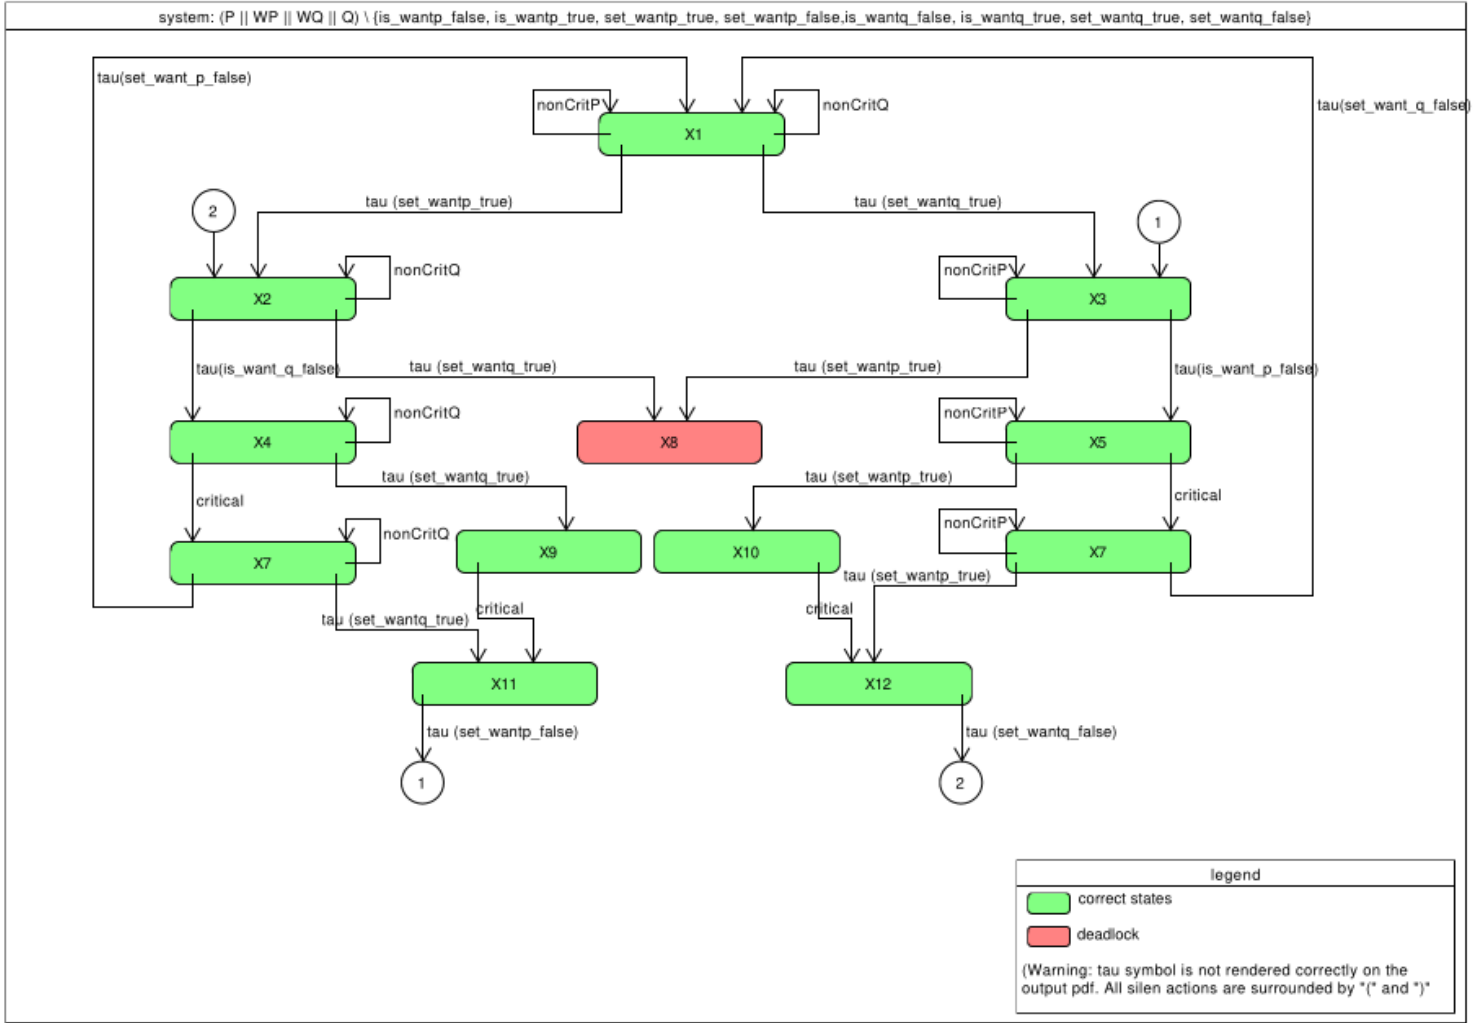 system: (P || WP || WQ || Q) \ {is_wantp_false, is_wantp_true, set_wantp_true, set_wantp_false,is_wantq_false, is_wantq_true, set_wantq_true, set_wantq_false}
tau(set_want_p_false)
nonCritP
nonCritQ
tau(set_want_q_false)
X1
tau (set_wantp_true)
tau (set_wantq_true)
2
1
nonCritQ
nonCritP
X2
X3
tau(is_want_q_false)
tau (set_wantq_true)
tau (set_wantp_true)
tau(is_want_p_false)
nonCritQ
nonCritP
X4
X8
X5
tau (set_wantq_true)
tau (set_wantp_true)
critical
critical
nonCritQ
nonCritP
X7
X9
X10
X7
tau (set_wantp_true)
critical
critical
tau (set_wantq_true)
X11
X12
tau (set_wantp_false)
tau (set_wantq_false)
1
2
legend
correct states
deadlock
(Warning: tau symbol is not rendered correctly on the
output pdf. All silen actions are surrounded by "(" and ")"